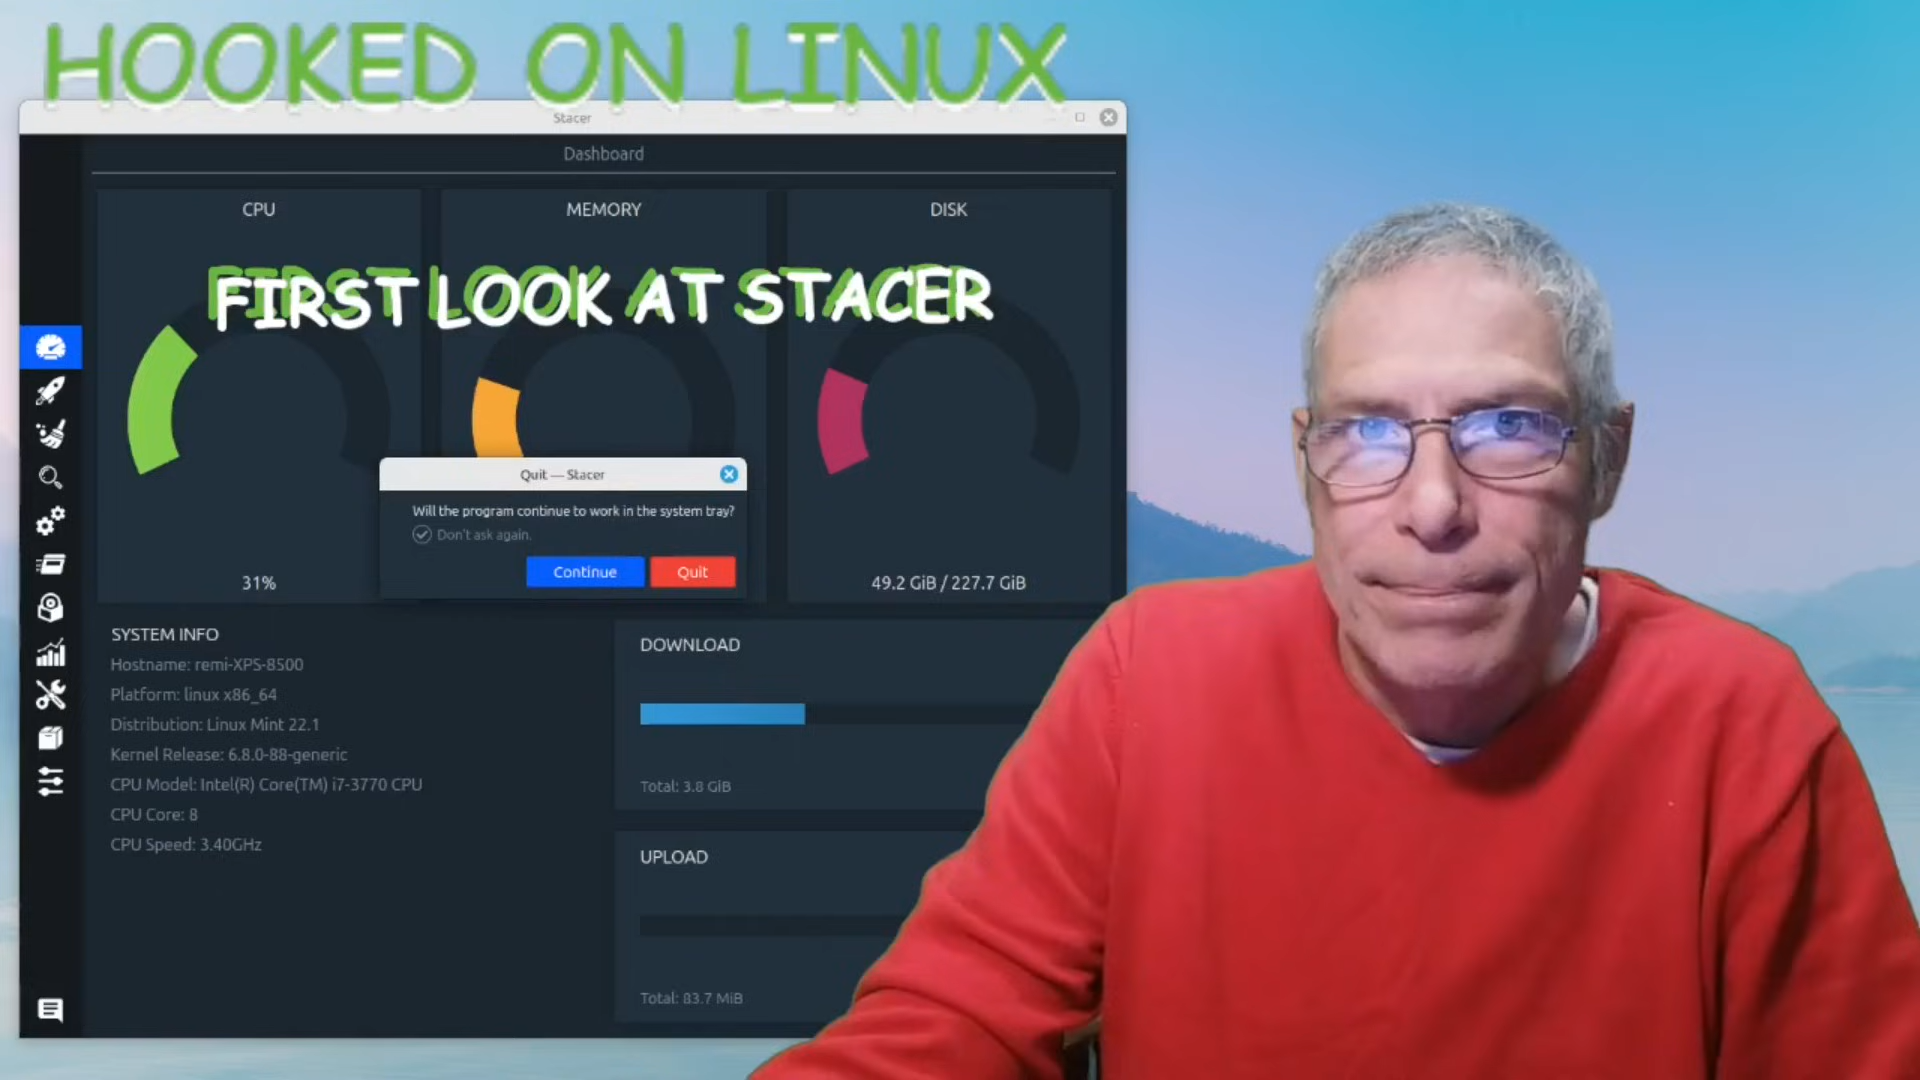 HOOKED ON LINUX
Stacer
Dashboard
CPU
MEMORY
DISK
FIRST LOOK AT STACER
Quit — Stacer
Will the program continue to work in the system tray?
Don't ask again.
Continue
Quit
31%
49.2 GiB / 227.7 GiB
SYSTEM INFO
Hostname: remi-XPS-8500
Platform: linux x86_64
Distribution: Linux Mint 22.1
Kernel Release: 6.8.0-88-generic
CPU Model: Intel(R) Core(TM) i7-3770 CPU
CPU Core: 8
CPU Speed: 3.40GHz
DOWNLOAD
Total: 3.8 GiB
UPLOAD
Total: 83.7 MiB